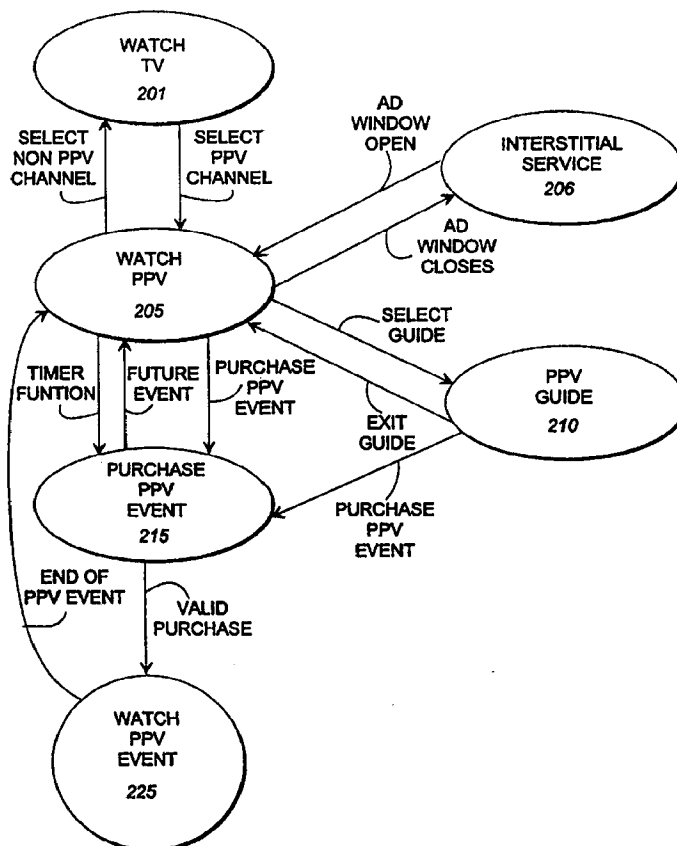 WATCH
TV
201
SELECT
NON PPV
CHANNEL
SELECT
PPV
CHANNEL
AD
WINDOW
OPEN
INTERSTITIAL
SERVICE
206
AD
WINDOW
CLOSES
WATCH
PPV
205
SELECT
GUIDE
TIMER
FUNTION
FUTURE
EVENT
PURCHASE
PPV
EVENT
EXIT
GUIDE
PPV
GUIDE
210
PURCHASE
PPV
EVENT
215
PURCHASE
PPV
EVENT
END OF
PPV EVENT
VALID
PURCHASE
WATCH
PPV
EVENT
225